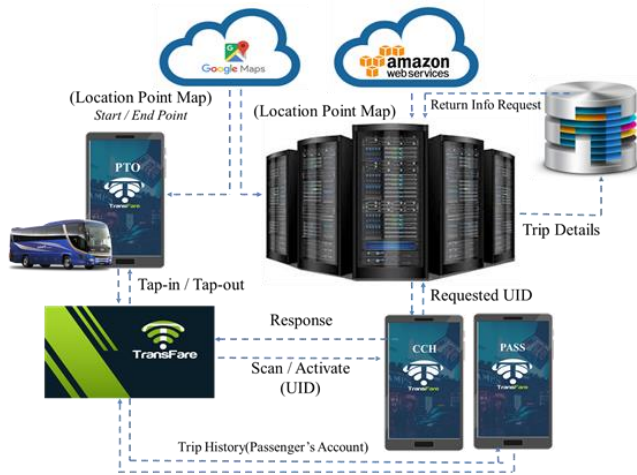 Google Maps
amazon
web services
(Location Point Map)
Start / End Point
(Location Point Map)
Return Info Request
PTO
TransFare
Trip Details
Tap-in / Tap-out
Requested UID
TransFare
Response
Scan / Activate
(UID)
CCH
TransFare
PASS
TransFare
Trip History(Passenger's Account)